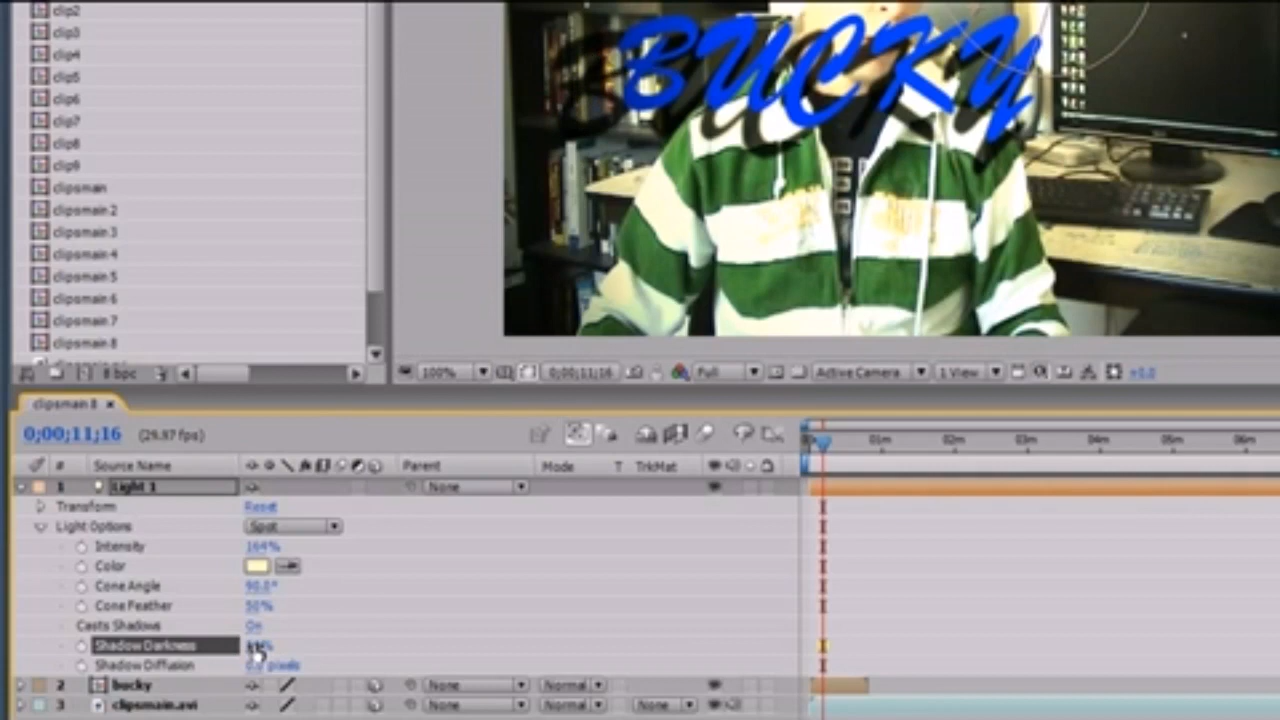 clip2
clip3
clip4
clip5
clip6
clip7
clip8
clip9
clipsmain
clipsmain 2
clipsmain 3
clipsmain 4
clipsmain 5
clipsmain 6
clipsmain 7
clipsmain 8
8 bpc
BUCKY
100% 0;00;11;16 Full Active Camera 1 View +0.0
clipsmain 8
0;00;11;16 (29.97 fps)
01m 02m 03m 04m 05m 06m
# Source Name Parent Mode T TrkMat
1 Light 1 None
Transform Reset
Light Options Spot
Intensity 164%
Color
Cone Angle 90.0°
Cone Feather 50%
Casts Shadows On
Shadow Darkness
Shadow Diffusion 0.0 pixels
2 bucky None Normal
3 clipsmain.avi None Normal None